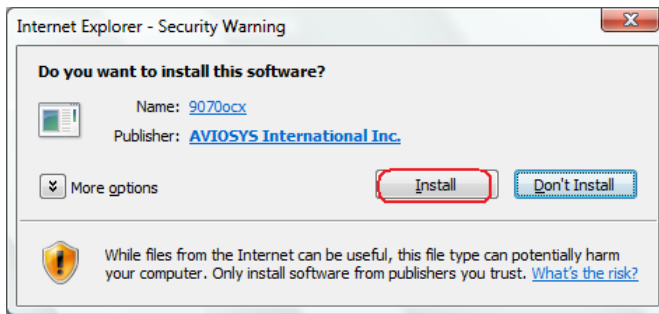 Internet Explorer - Security Warning
Do you want to install this software?
Name: 9070ocx
Publisher: AVIOSYS International Inc.
More options
Install
Don't Install
While files from the Internet can be useful, this file type can potentially harm
your computer. Only install software from publishers you trust. What's the risk?